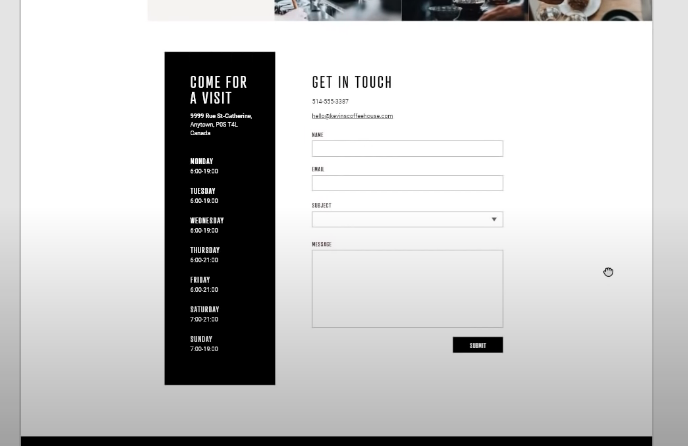 COME FOR
A VISIT
9999 Rue St-Catherine,
Anytown, P0S T4L
Canada
MONDAY
6:00-19:00
TUESDAY
6:00-19:00
WEDNESDAY
6:00-19:00
THURSDAY
6:00-21:00
FRIDAY
6:00-21:00
SATURDAY
7:00-21:00
SUNDAY
7:00-19:00
GET IN TOUCH
514-555-3387
hello@kevinscoffeehouse.com
NAME
EMAIL
SUBJECT
MESSAGE
SUBMIT